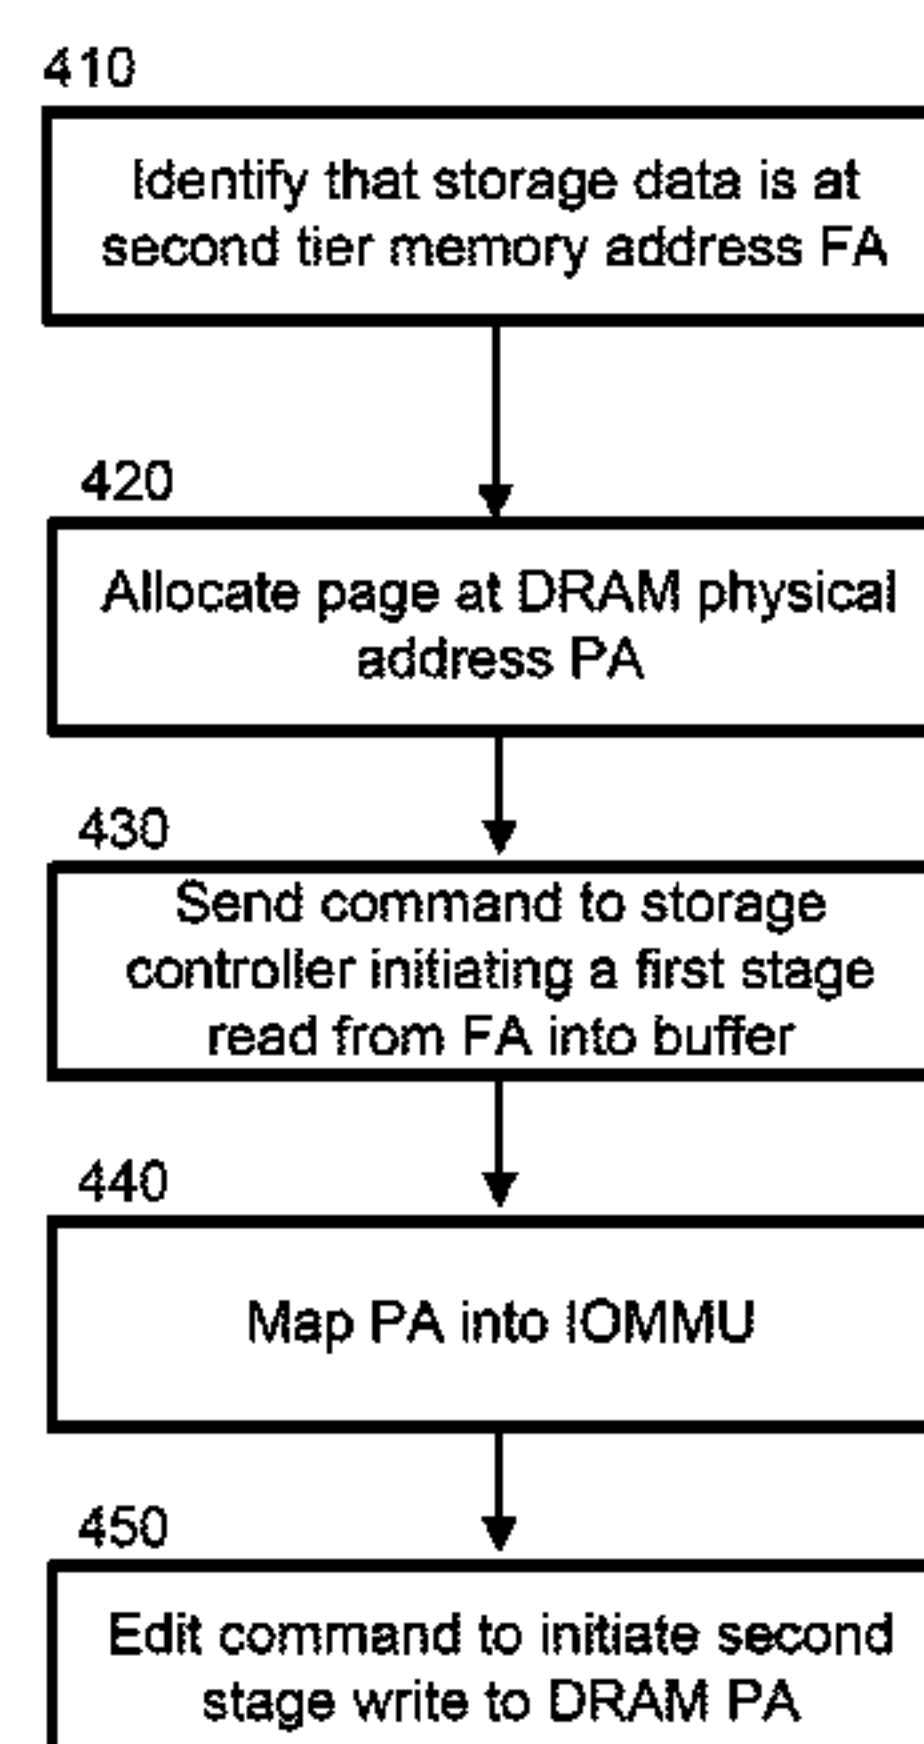 410
Identify that storage data is at
second tier memory address FA
420
Allocate page at DRAM physical
address PA
430
Send command to storage
controller initiating a first stage
read from FA into buffer
440
Map PA into IOMMU
450
Edit command to initiate second
stage write to DRAM PA